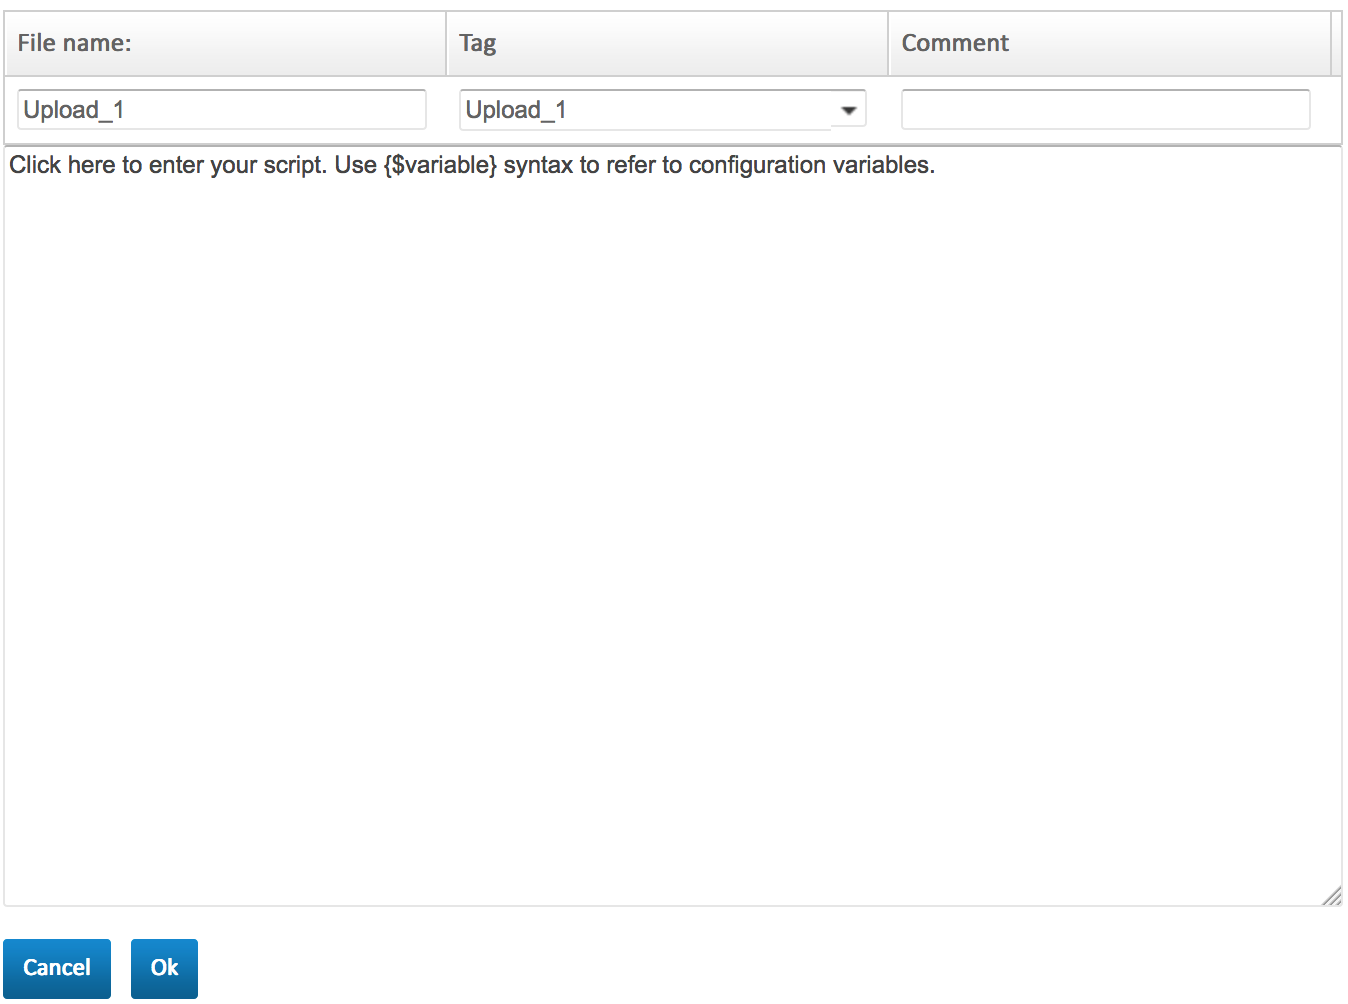 File name: Tag Comment
Upload_1 Upload_1
Click here to enter your script. Use {$variable} syntax to refer to configuration variables.
Cancel Ok